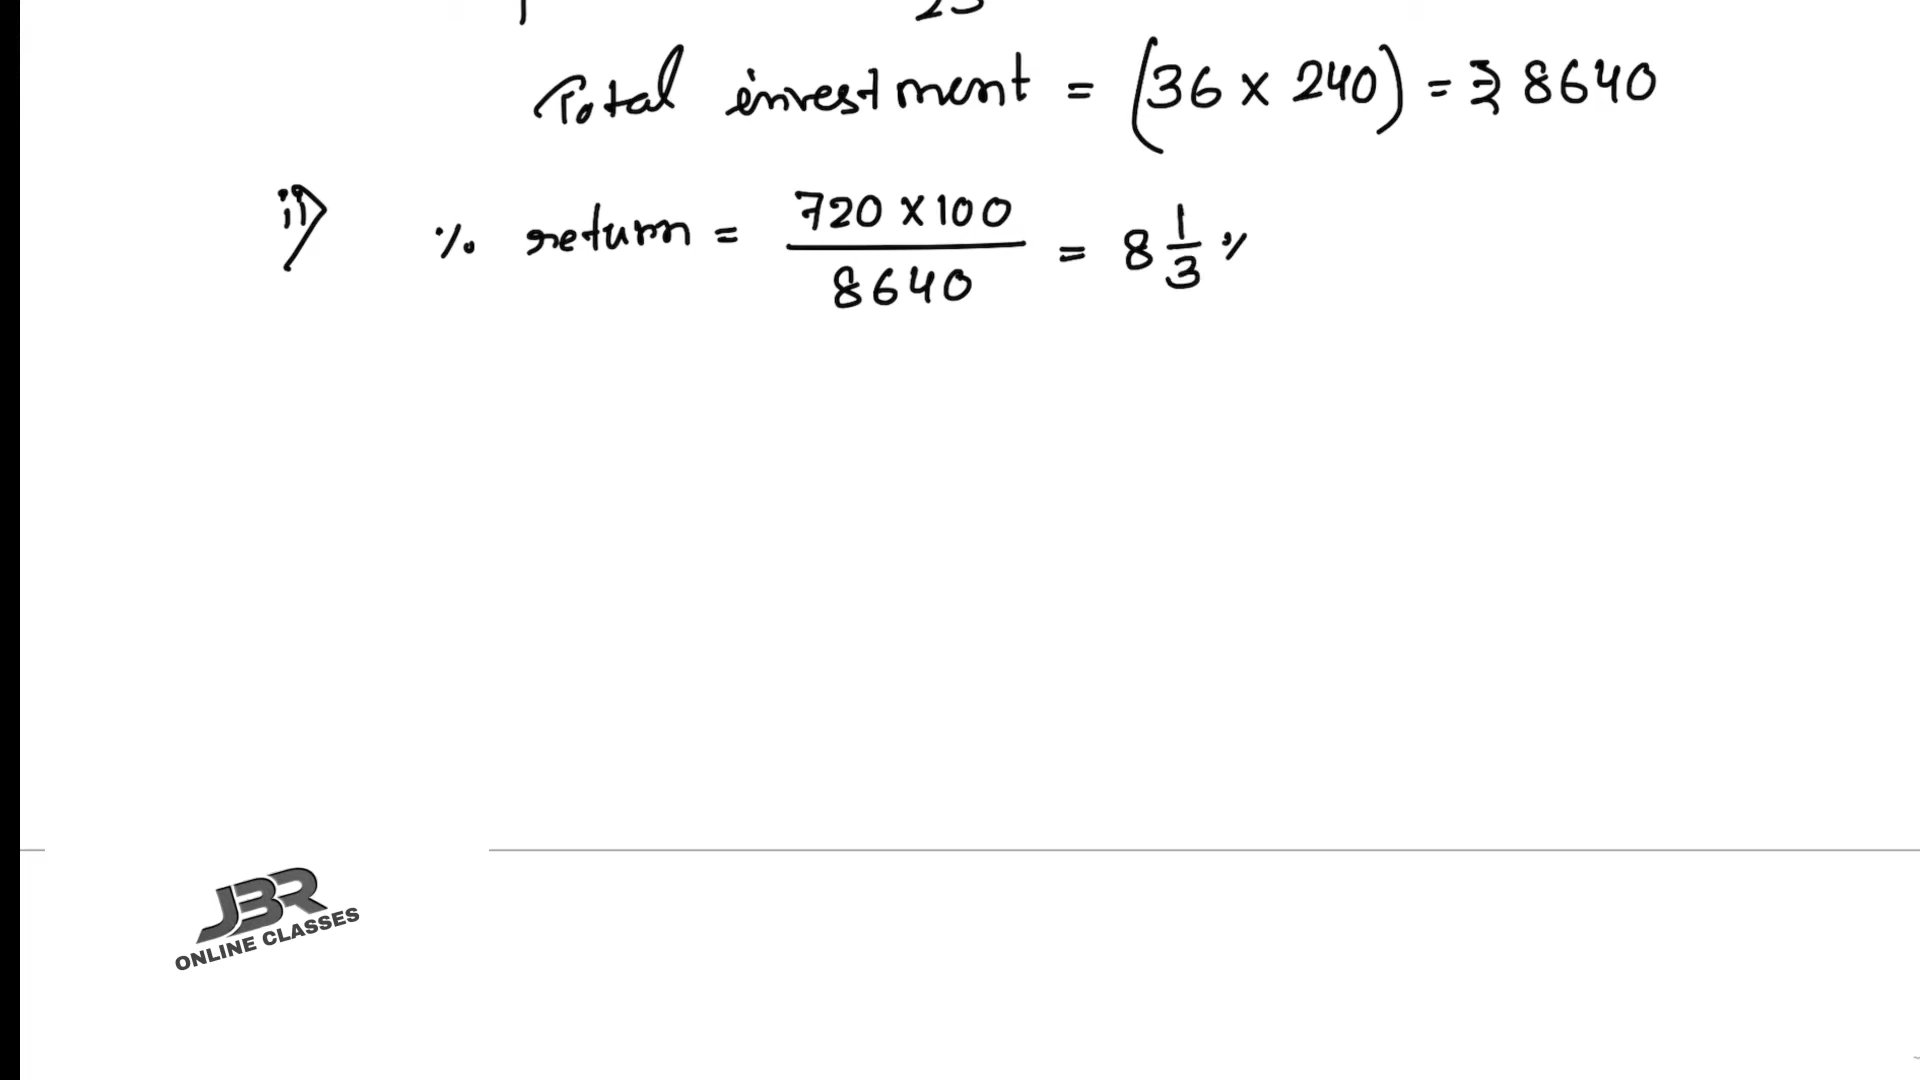 Total investment = (36 x 240) = ₹ 8640
ii) % return = 720 x 100 / 8640 = 8 1/3 %
JBR
ONLINE CLASSES